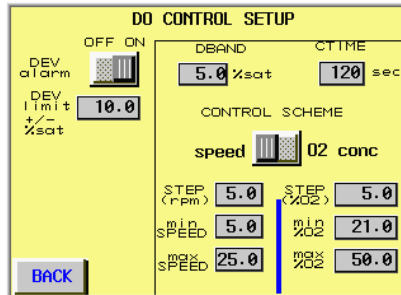 DO CONTROL SETUP
OFF ON
DEV
alarm
DEV
limit
+/-
%sat
10.0
DBAND
5.0 %sat
CTIME
120 sec
CONTROL SCHEME
speed O2 conc
STEP
(rpm)
5.0
min
SPEED
5.0
max
SPEED
25.0
STEP
(%O2)
5.0
min
%O2
21.0
max
%O2
50.0
BACK